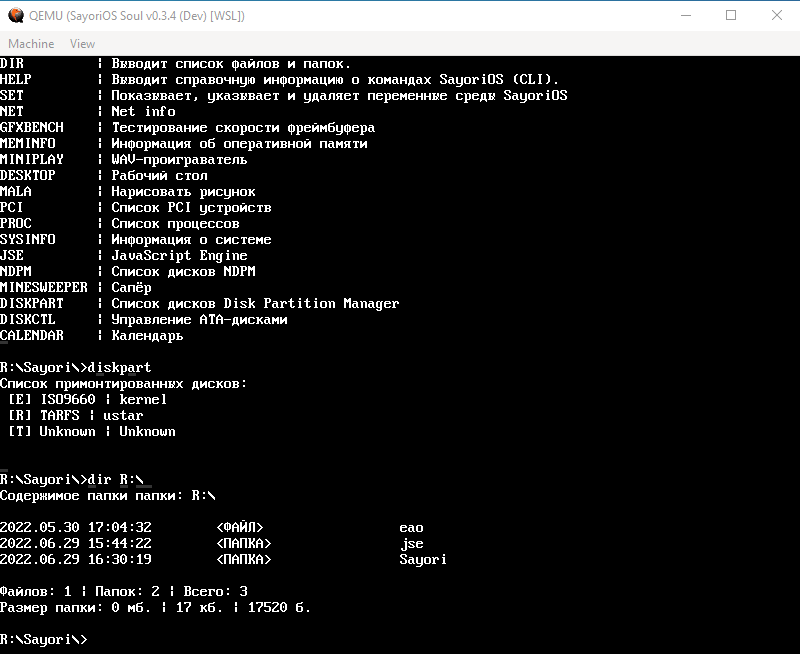 QEMU (SayoriOS Soul v0.3.4 (Dev) [WSL])
Machine View
DIR | Выводит список файлов и папок.
HELP | Выводит справочную информацию о командах SayoriOS (CLI).
SET | Показывает, указывает и удаляет переменные среды SayoriOS
NET | Net info
GFXBENCH | Тестирование скорости фреймбуфера
MEMINFO | Информация об оперативной памяти
MINIPLAY | WAV-проигрaватель
DESKTOP | Рабочий стол
MALA | Нарисовать рисунок
PCI | Список PCI устройств
PROC | Список процессов
SYSINFO | Информация о системе
JSE | JavaScript Engine
NDPM | Список дисков NDPM
MINESWEEPER | Сапёр
DISKPART | Список дисков Disk Partition Manager
DISKCTL | Управление ATA-дисками
CALENDAR | Календарь
R:\Sayori\>diskpart
Список примонтированных дисков:
[E] ISO9660 | kernel
[R] TARFS | ustar
[T] Unknown | Unknown
R:\Sayori\>dir R:\
Содержимое папки папки: R:\
2022.05.30 17:04:32 <ФАЙЛ> eao
2022.06.29 15:44:22 <ПАПКА> jse
2022.06.29 16:30:19 <ПАПКА> Sayori
Файлов: 1 | Папок: 2 | Всего: 3
Размер папки: 0 мб. | 17 кб. | 17520 б.
R:\Sayori\>